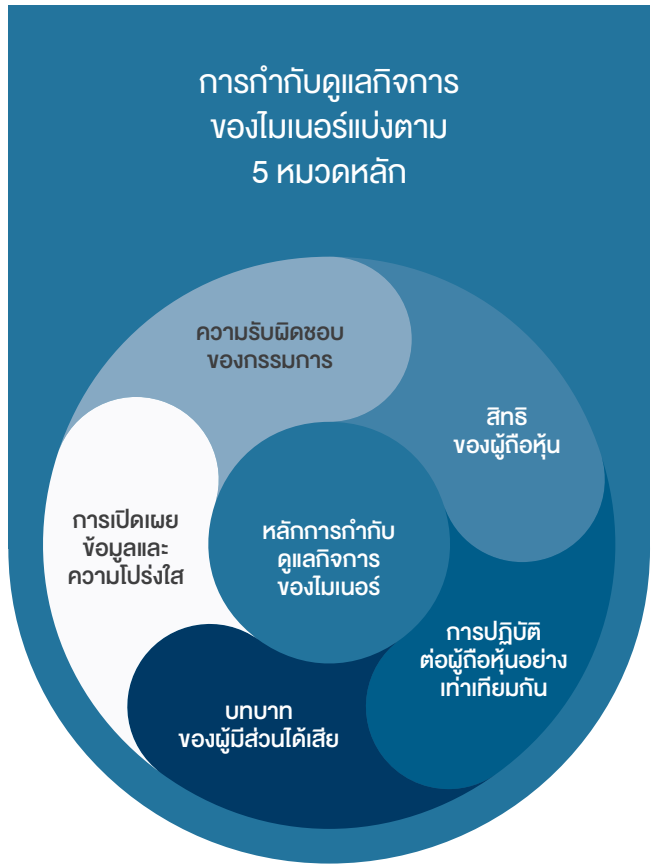 การกำกับดูแลกิจการ
ของไมเนอร์แบ่งตาม
5 หมวดหลัก
ความรับผิดชอบ
ของกรรมการ
สิทธิ
ของผู้ถือหุ้น
การเปิดเผย
ข้อมูลและ
ความโปร่งใส
หลักการกำกับ
ดูแลกิจการ
ของไมเนอร์
การปฏิบัติ
ต่อผู้ถือหุ้นอย่าง
เท่าเทียมกัน
บทบาท
ของผู้มีส่วนได้เสีย